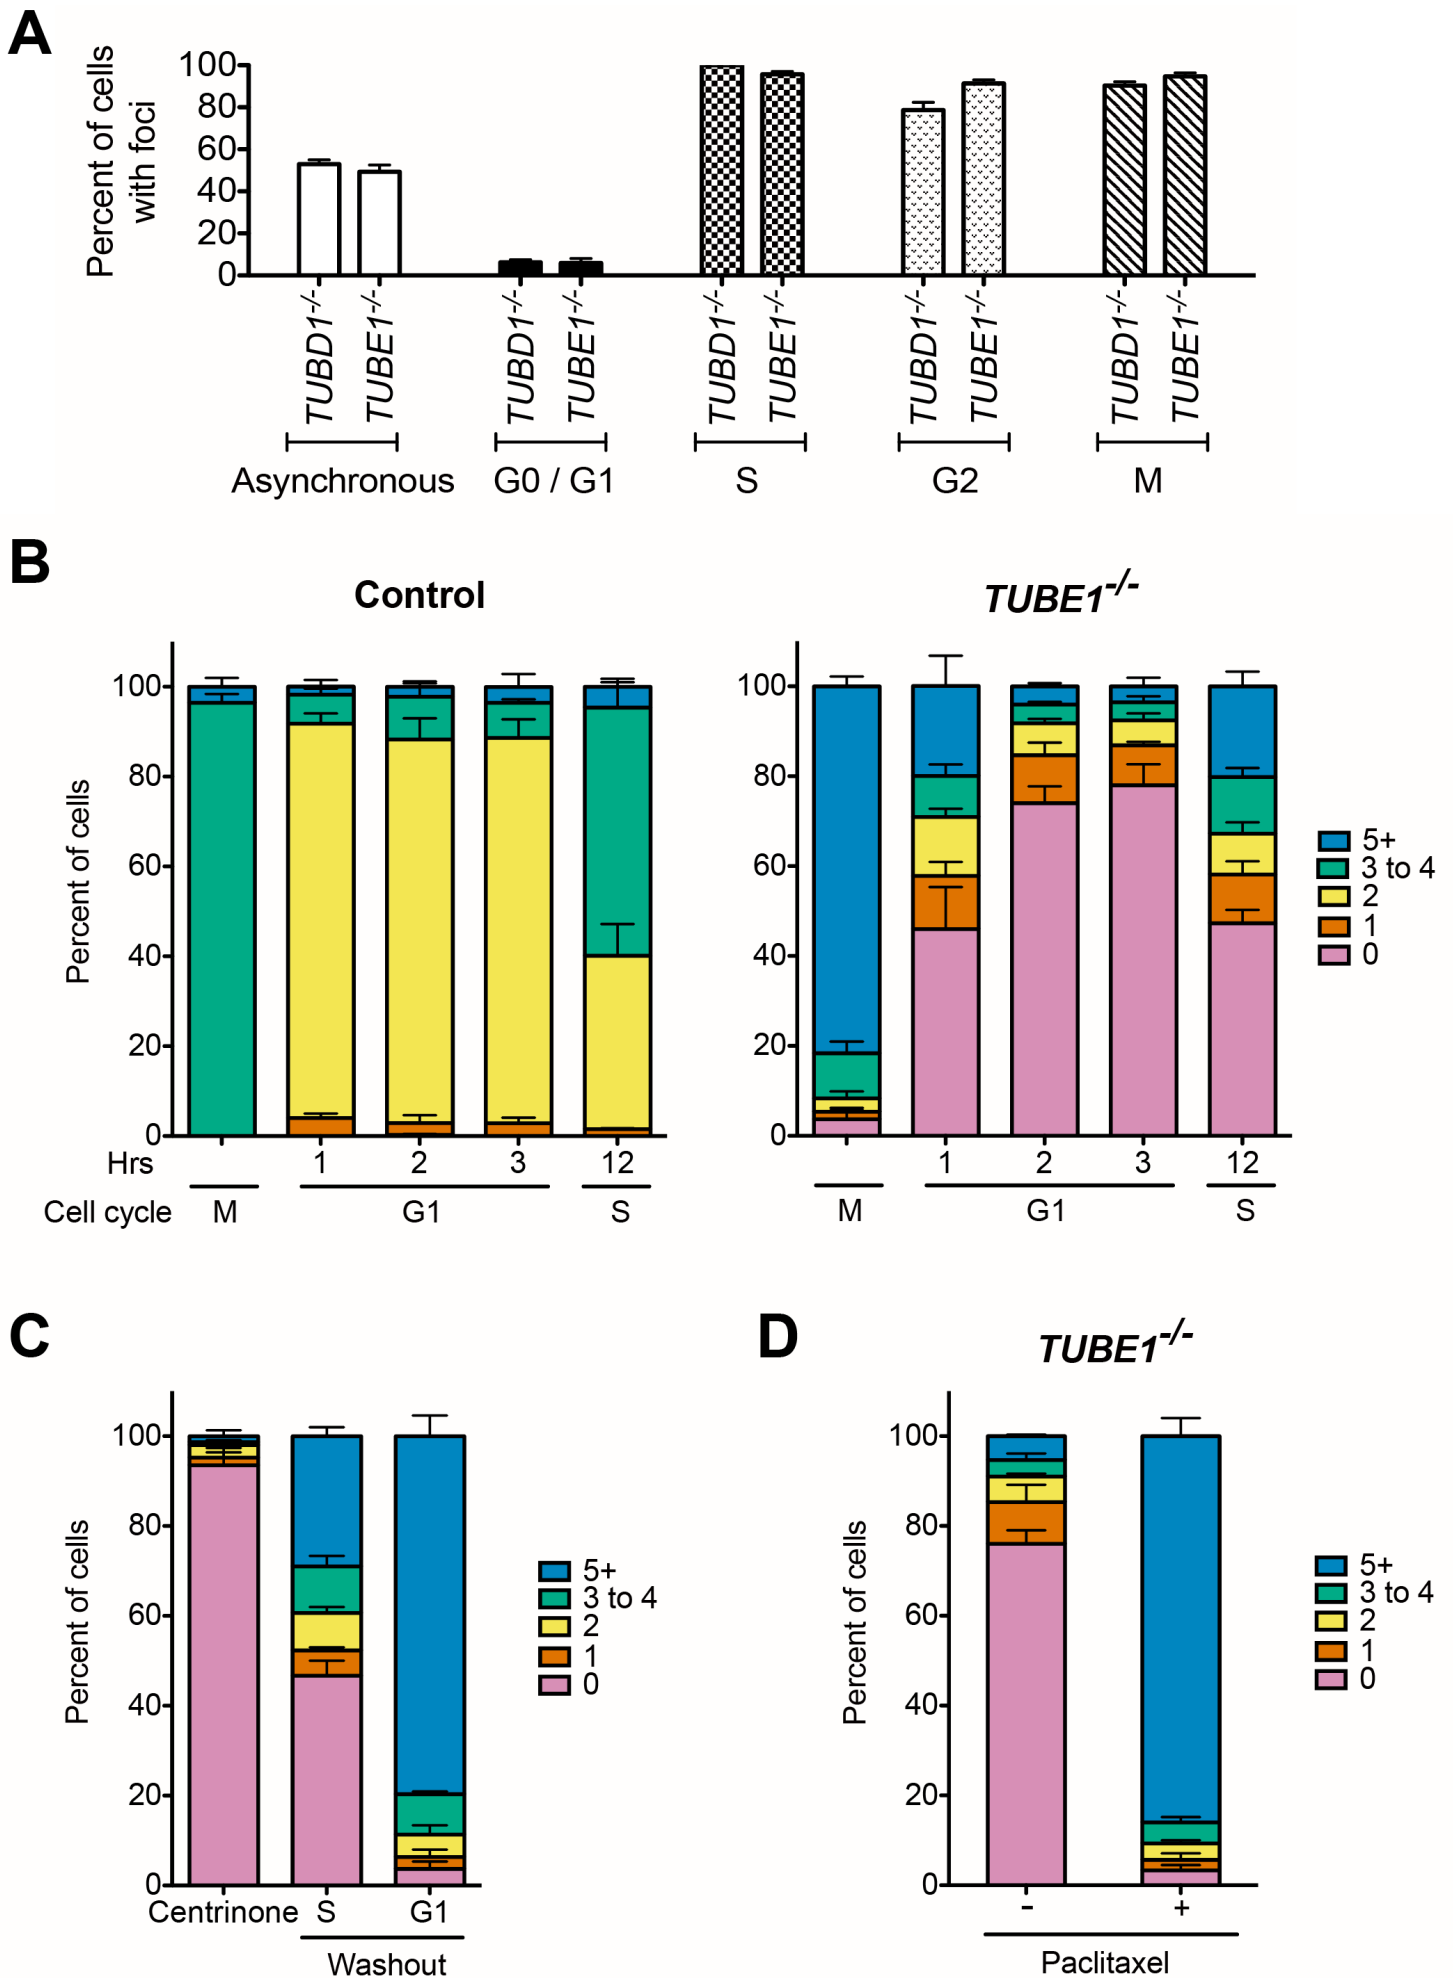 A
Percent of cells
with foci
100
80
60
40
20
0
TUBD1-/-
TUBE1-/-
TUBD1-/-
TUBE1-/-
TUBD1-/-
TUBE1-/-
TUBD1-/-
TUBE1-/-
TUBD1-/-
TUBE1-/-
Asynchronous G0 / G1 S G2 M
B
Control
Percent of cells
100
80
60
40
20
0
Hrs 1 2 3 12
Cell cycle M G1 S
TUBE1-/-
100
80
60
40
20
0
1 2 3 12
M G1 S
5+
3 to 4
2
1
0
C
Percent of cells
100
80
60
40
20
0
Centrinone S G1
Washout
5+
3 to 4
2
1
0
D
TUBE1-/-
Percent of cells
100
80
60
40
20
0
- +
Paclitaxel
5+
3 to 4
2
1
0